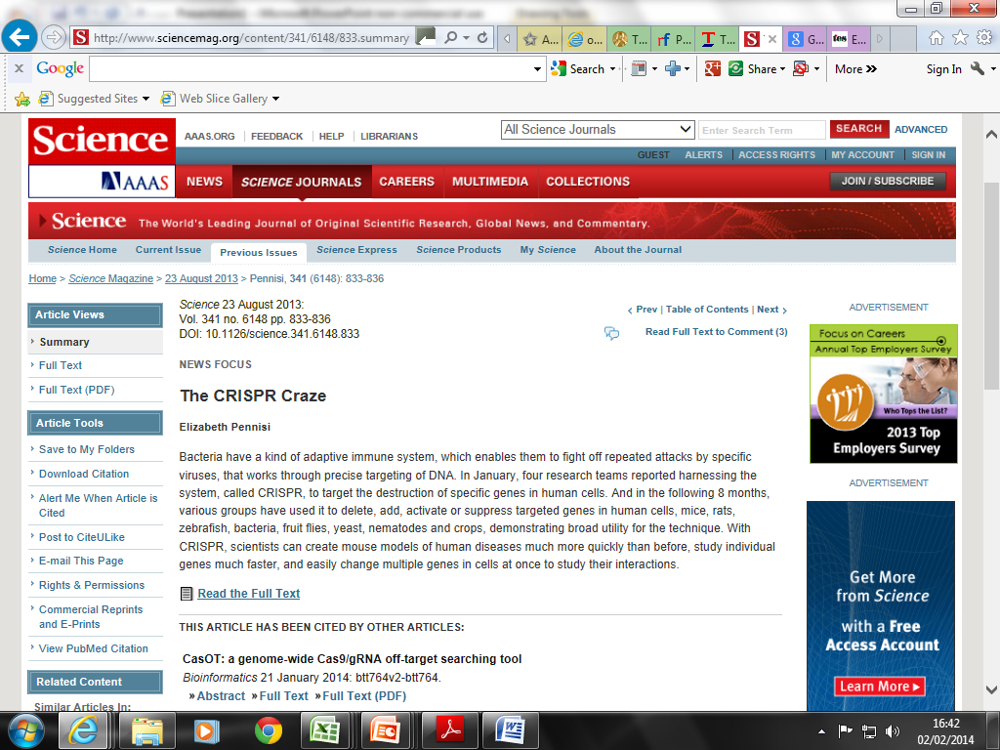 http://www.sciencemag.org/content/341/6148/833.summary
A... o... T... P... T... S G... E...
Google Search Share More » Sign In
Suggested Sites Web Slice Gallery
Science AAAS.ORG FEEDBACK HELP LIBRARIANS All Science Journals Enter Search Term SEARCH ADVANCED
GUEST ALERTS ACCESS RIGHTS MY ACCOUNT SIGN IN
AAAS NEWS SCIENCE JOURNALS CAREERS MULTIMEDIA COLLECTIONS JOIN / SUBSCRIBE
Science The World's Leading Journal of Original Scientific Research, Global News, and Commentary.
Science Home Current Issue Previous Issues Science Express Science Products My Science About the Journal
Home > Science Magazine > 23 August 2013 > Pennisi, 341 (6148): 833-836
Article Views
Summary
Full Text
Full Text (PDF)
Article Tools
Save to My Folders
Download Citation
Alert Me When Article is
Cited
Post to CiteULike
E-mail This Page
Rights & Permissions
Commercial Reprints
and E-Prints
View PubMed Citation
Related Content
Similar Articles In:
Science 23 August 2013:
Vol. 341 no. 6148 pp. 833-836
DOI: 10.1126/science.341.6148.833
‹ Prev | Table of Contents | Next ›
Read Full Text to Comment (3)
NEWS FOCUS
The CRISPR Craze
Elizabeth Pennisi
Bacteria have a kind of adaptive immune system, which enables them to fight off repeated attacks by specific
viruses, that works through precise targeting of DNA. In January, four research teams reported harnessing the
system, called CRISPR, to target the destruction of specific genes in human cells. And in the following 8 months,
various groups have used it to delete, add, activate or suppress targeted genes in human cells, mice, rats,
zebrafish, bacteria, fruit flies, yeast, nematodes and crops, demonstrating broad utility for the technique. With
CRISPR, scientists can create mouse models of human diseases much more quickly than before, study individual
genes much faster, and easily change multiple genes in cells at once to study their interactions.
Read the Full Text
THIS ARTICLE HAS BEEN CITED BY OTHER ARTICLES:
CasOT: a genome-wide Cas9/gRNA off-target searching tool
Bioinformatics 21 January 2014: btt764v2-btt764.
»Abstract »Full Text »Full Text (PDF)
ADVERTISEMENT
Focus on Careers
Annual Top Employers Survey
Who Tops the List?
2013 Top
Employers Survey
ADVERTISEMENT
Get More
from Science
with a Free
Access Account
Learn More ▸
16:42
02/02/2014